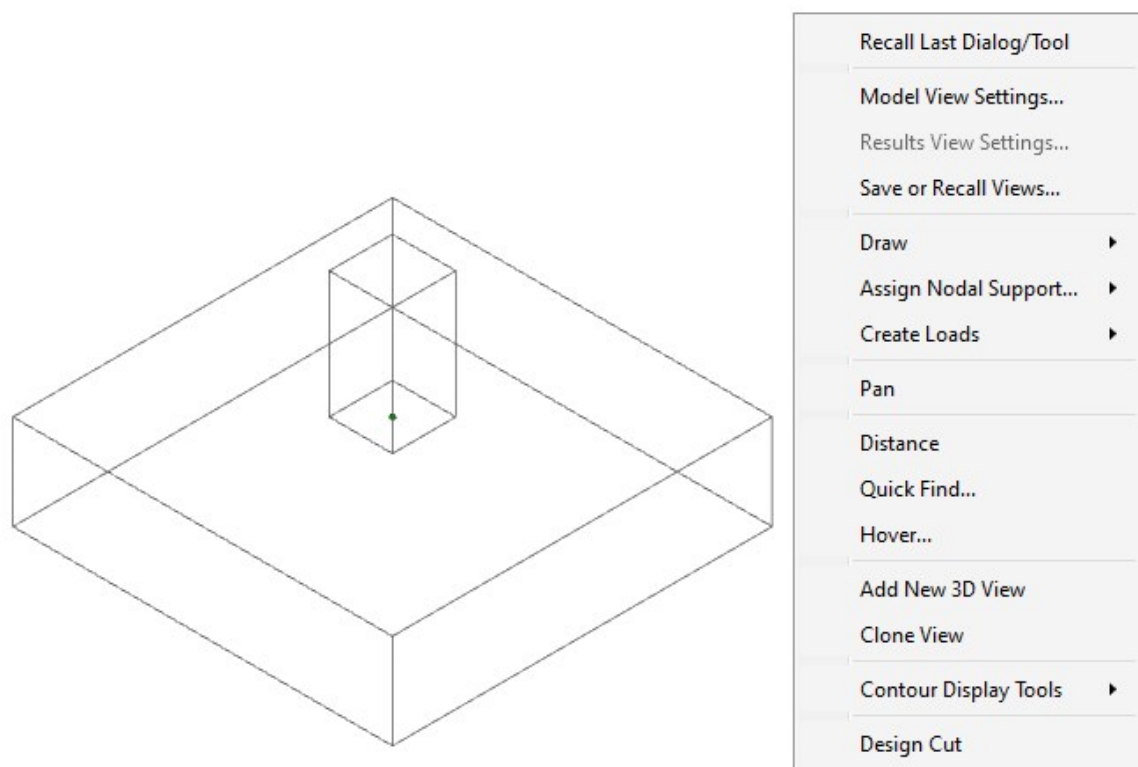 Recall Last Dialog/Tool
Model View Settings...
Results View Settings...
Save or Recall Views...
Draw
Assign Nodal Support...
Create Loads
Pan
Distance
Quick Find...
Hover...
Add New 3D View
Clone View
Contour Display Tools
Design Cut